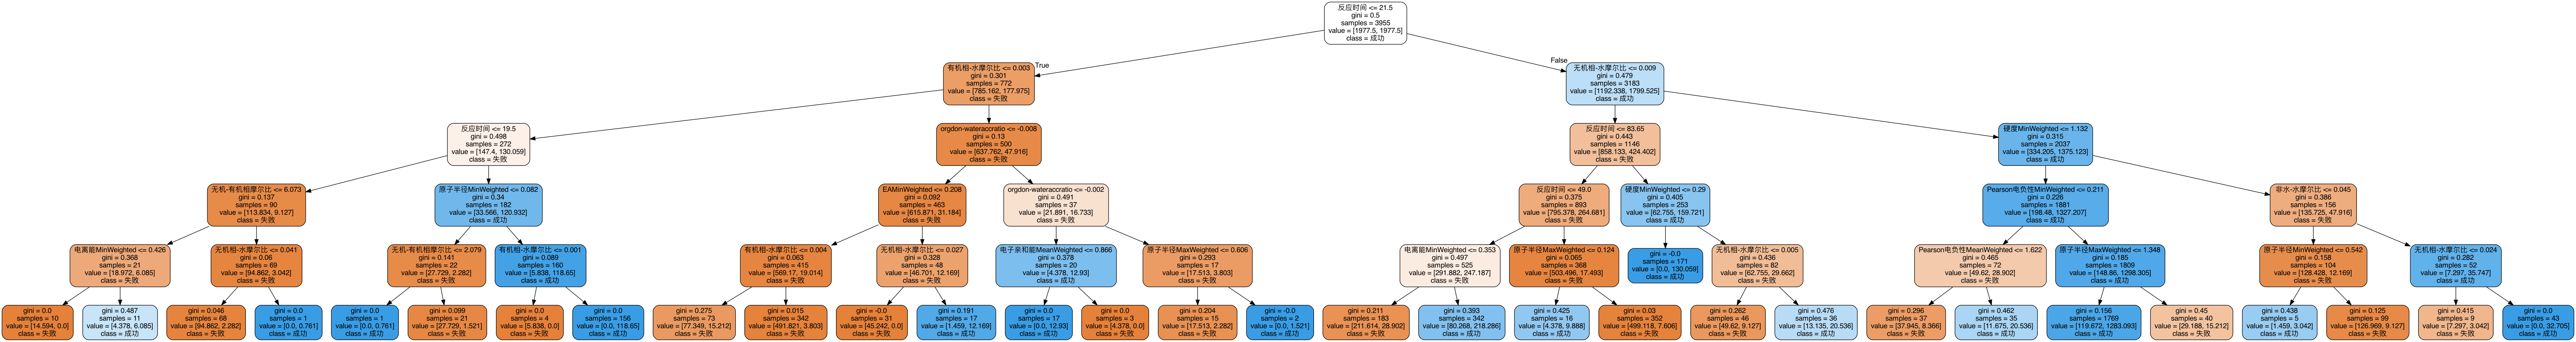 反应时间 <= 21.5
gini = 0.5
samples = 3955
value = [1977.5, 1977.5]
class = 成功
True
False
有机相-水摩尔比 <= 0.003
gini = 0.301
samples = 772
value = [785.162, 177.975]
class = 失败
无机相-水摩尔比 <= 0.009
gini = 0.479
samples = 3183
value = [1192.338, 1799.525]
class = 成功
反应时间 <= 19.5
gini = 0.498
samples = 272
value = [147.4, 130.059]
class = 失败
orgdon-wateraccratio <= -0.008
gini = 0.13
samples = 500
value = [637.762, 47.916]
class = 失败
反应时间 <= 83.65
gini = 0.443
samples = 1146
value = [858.133, 424.402]
class = 失败
硬度MinWeighted <= 1.132
gini = 0.315
samples = 2037
value = [334.205, 1375.123]
class = 成功
无机-有机相摩尔比 <= 6.073
gini = 0.137
samples = 90
value = [113.834, 9.127]
class = 失败
原子半径MinWeighted <= 0.082
gini = 0.34
samples = 182
value = [33.566, 120.932]
class = 成功
EAMinWeighted <= 0.208
gini = 0.092
samples = 463
value = [615.871, 31.184]
class = 失败
orgdon-wateraccratio <= -0.002
gini = 0.491
samples = 37
value = [21.891, 16.733]
class = 失败
反应时间 <= 49.0
gini = 0.375
samples = 893
value = [795.378, 264.681]
class = 失败
硬度MinWeighted <= 0.29
gini = 0.405
samples = 253
value = [62.755, 159.721]
class = 成功
Pearson电负性MinWeighted <= 0.211
gini = 0.226
samples = 1881
value = [198.48, 1327.207]
class = 成功
非水-水摩尔比 <= 0.045
gini = 0.386
samples = 156
value = [135.725, 47.916]
class = 失败
电离能MinWeighted <= 0.426
gini = 0.368
samples = 21
value = [18.972, 6.085]
class = 失败
无机相-水摩尔比 <= 0.041
gini = 0.06
samples = 69
value = [94.862, 3.042]
class = 失败
无机-有机相摩尔比 <= 2.079
gini = 0.141
samples = 22
value = [27.729, 2.282]
class = 失败
有机相-水摩尔比 <= 0.001
gini = 0.089
samples = 160
value = [5.838, 118.65]
class = 成功
有机相-水摩尔比 <= 0.004
gini = 0.063
samples = 415
value = [569.17, 19.014]
class = 失败
无机相-水摩尔比 <= 0.027
gini = 0.328
samples = 48
value = [46.701, 12.169]
class = 失败
电子亲和能MeanWeighted <= 0.866
gini = 0.378
samples = 20
value = [4.378, 12.93]
class = 成功
原子半径MaxWeighted <= 0.606
gini = 0.293
samples = 17
value = [17.513, 3.803]
class = 失败
电离能MinWeighted <= 0.353
gini = 0.497
samples = 525
value = [291.882, 247.187]
class = 失败
原子半径MaxWeighted <= 0.124
gini = 0.065
samples = 368
value = [503.496, 17.493]
class = 失败
gini = -0.0
samples = 171
value = [0.0, 130.059]
class = 成功
无机相-水摩尔比 <= 0.005
gini = 0.436
samples = 82
value = [62.755, 29.662]
class = 失败
Pearson电负性MeanWeighted <= 1.622
gini = 0.465
samples = 72
value = [49.62, 28.902]
class = 失败
原子半径MaxWeighted <= 1.348
gini = 0.185
samples = 1809
value = [148.86, 1298.305]
class = 成功
原子半径MinWeighted <= 0.542
gini = 0.158
samples = 104
value = [128.428, 12.169]
class = 失败
无机相-水摩尔比 <= 0.024
gini = 0.282
samples = 52
value = [7.297, 35.747]
class = 成功
gini = 0.0
samples = 10
value = [14.594, 0.0]
class = 失败
gini = 0.487
samples = 11
value = [4.378, 6.085]
class = 成功
gini = 0.046
samples = 68
value = [94.862, 2.282]
class = 失败
gini = 0.0
samples = 1
value = [0.0, 0.761]
class = 成功
gini = 0.0
samples = 1
value = [0.0, 0.761]
class = 成功
gini = 0.099
samples = 21
value = [27.729, 1.521]
class = 失败
gini = 0.0
samples = 4
value = [5.838, 0.0]
class = 失败
gini = 0.0
samples = 156
value = [0.0, 118.65]
class = 成功
gini = 0.275
samples = 73
value = [77.349, 15.212]
class = 失败
gini = 0.015
samples = 342
value = [491.821, 3.803]
class = 失败
gini = -0.0
samples = 31
value = [45.242, 0.0]
class = 失败
gini = 0.191
samples = 17
value = [1.459, 12.169]
class = 成功
gini = 0.0
samples = 17
value = [0.0, 12.93]
class = 成功
gini = 0.0
samples = 3
value = [4.378, 0.0]
class = 失败
gini = 0.204
samples = 15
value = [17.513, 2.282]
class = 失败
gini = -0.0
samples = 2
value = [0.0, 1.521]
class = 成功
gini = 0.211
samples = 183
value = [211.614, 28.902]
class = 失败
gini = 0.393
samples = 342
value = [80.268, 218.286]
class = 成功
gini = 0.425
samples = 16
value = [4.378, 9.888]
class = 成功
gini = 0.03
samples = 352
value = [499.118, 7.606]
class = 失败
gini = 0.262
samples = 46
value = [49.62, 9.127]
class = 失败
gini = 0.476
samples = 36
value = [13.135, 20.536]
class = 成功
gini = 0.296
samples = 37
value = [37.945, 8.366]
class = 失败
gini = 0.462
samples = 35
value = [11.675, 20.536]
class = 成功
gini = 0.156
samples = 1769
value = [119.672, 1283.093]
class = 成功
gini = 0.45
samples = 40
value = [29.188, 15.212]
class = 失败
gini = 0.438
samples = 5
value = [1.459, 3.042]
class = 成功
gini = 0.125
samples = 99
value = [126.969, 9.127]
class = 失败
gini = 0.415
samples = 9
value = [7.297, 3.042]
class = 失败
gini = 0.0
samples = 43
value = [0.0, 32.705]
class = 成功